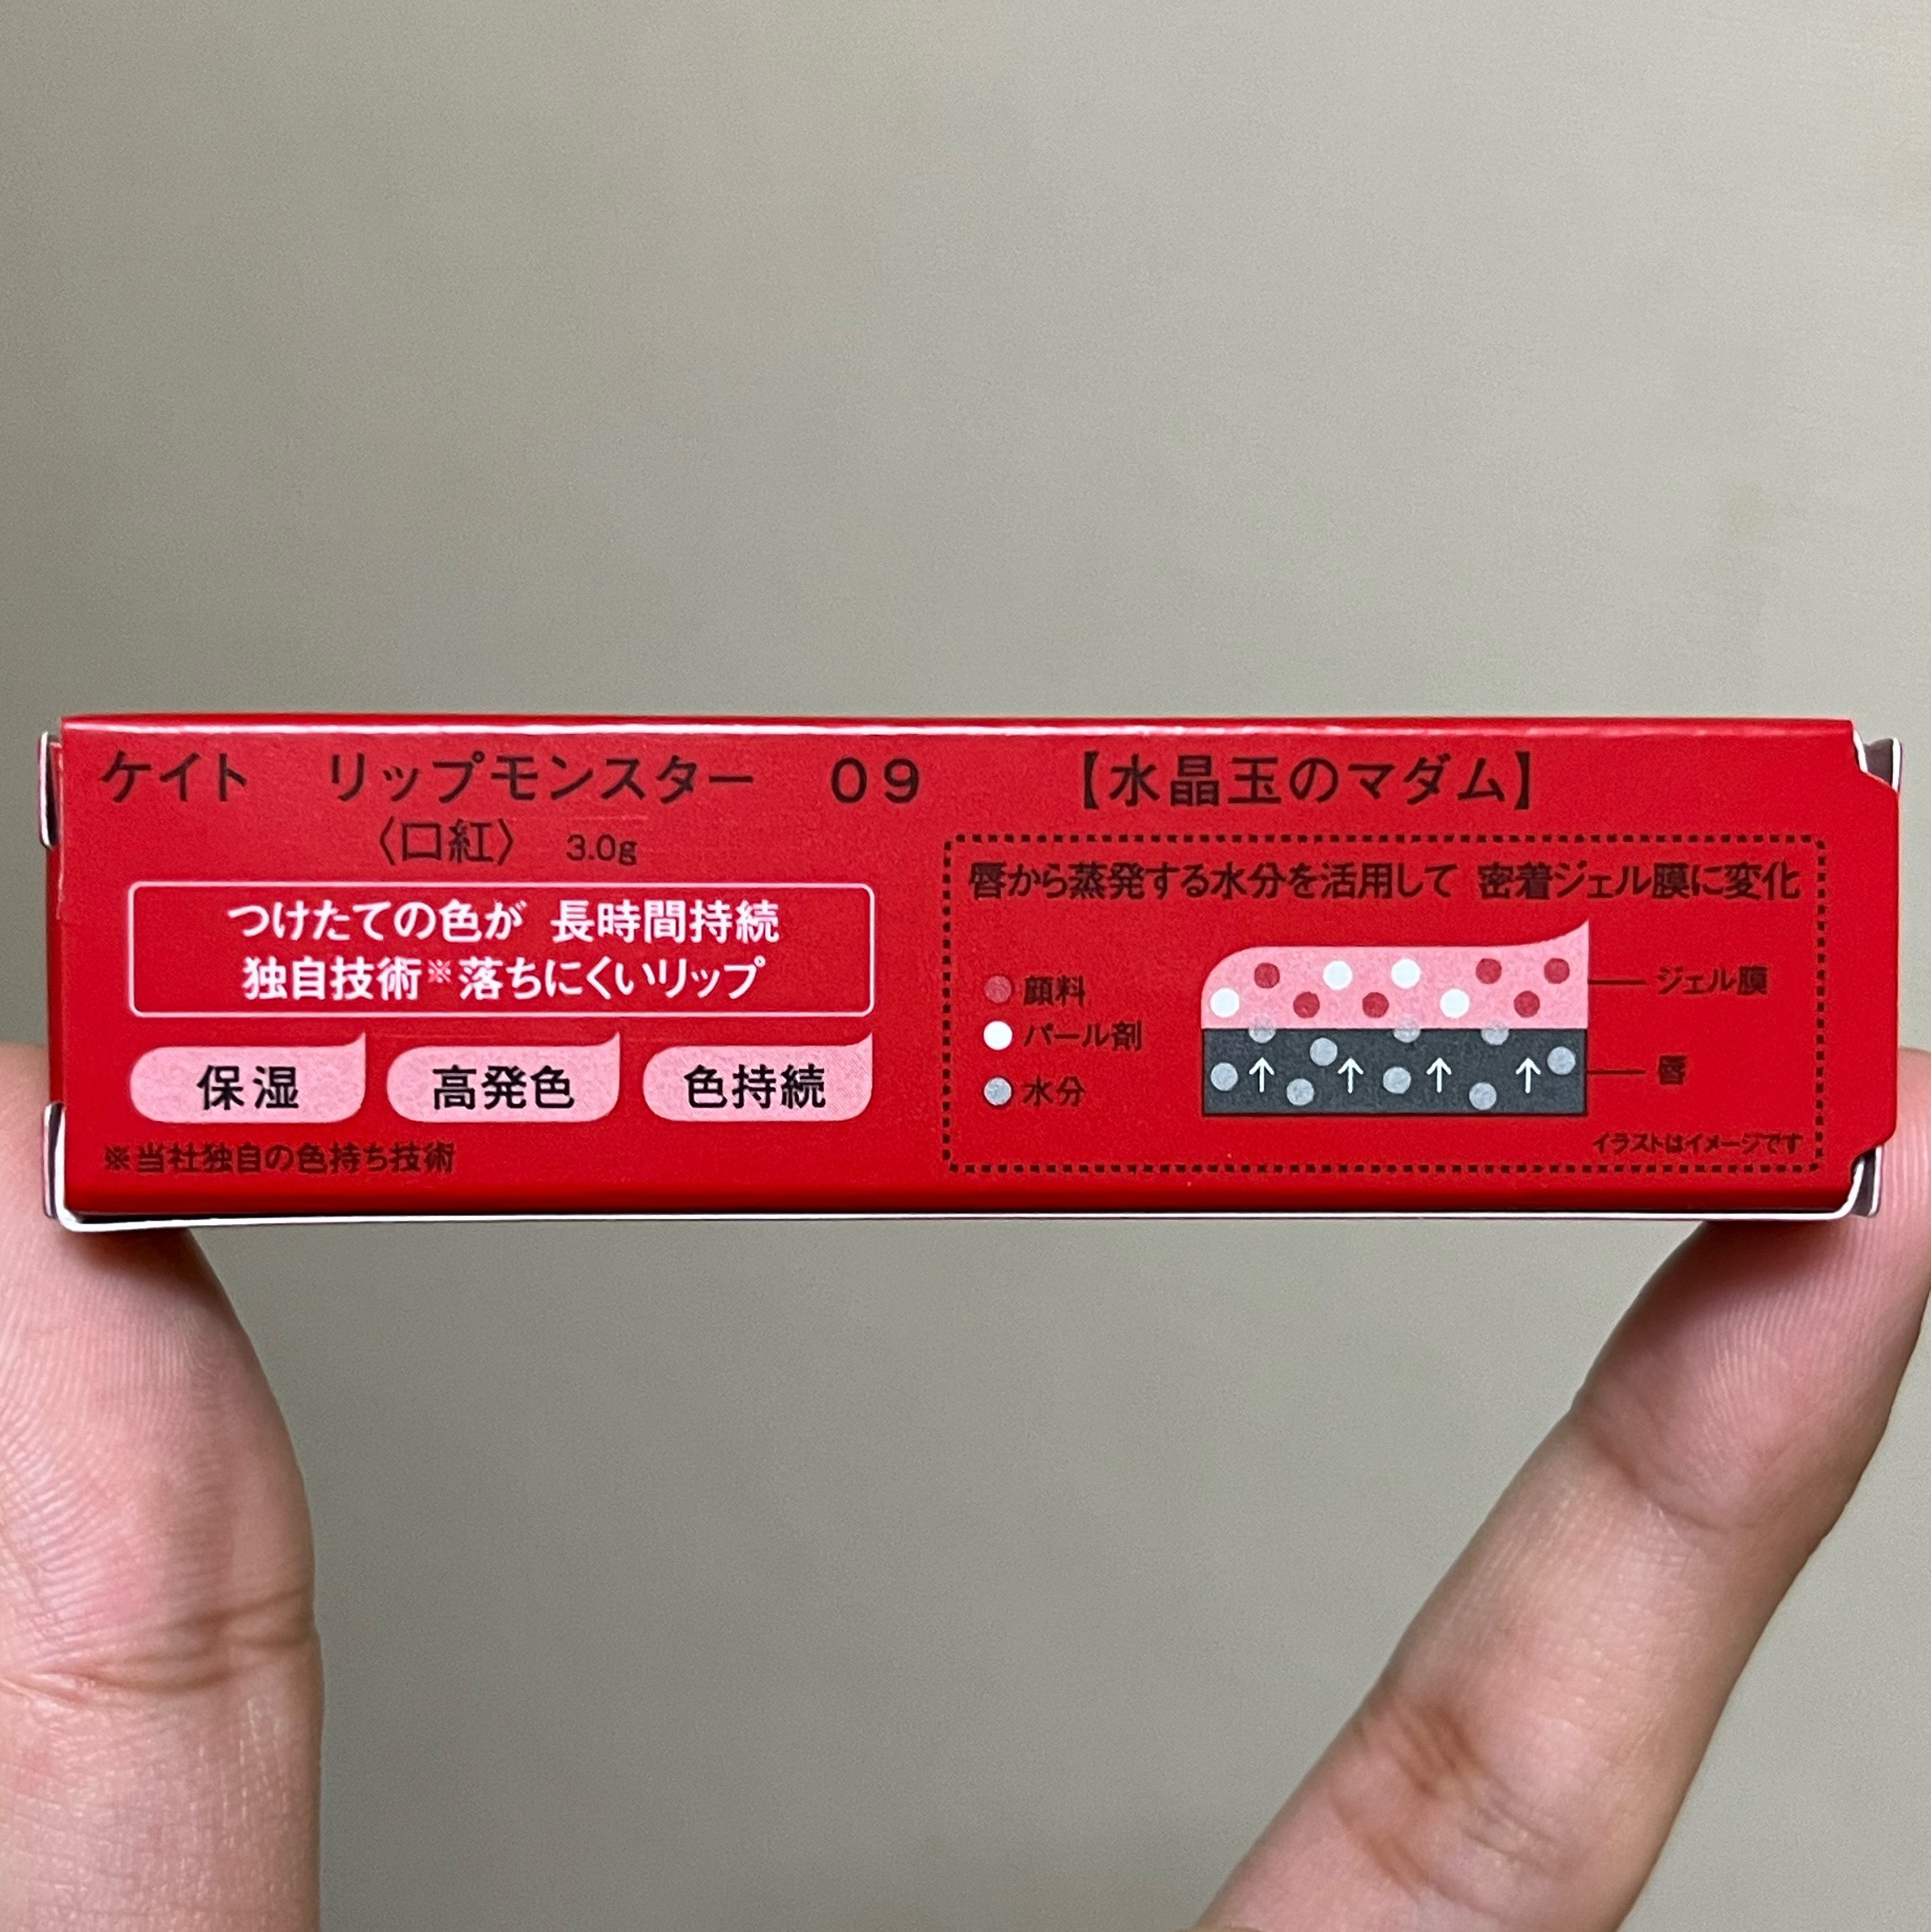 ケイト リップモンスター 09 【水晶玉のマダム】
〈口紅〉 3.0g
つけたての色が 長時間持続
独自技術※落ちにくいリップ
保湿 高発色 色持続
※当社独自の色持ち技術
唇から蒸発する水分を活用して 密着ジェル膜に変化
顔料
パール剤
水分
ジェル膜
唇
イラストはイメージです